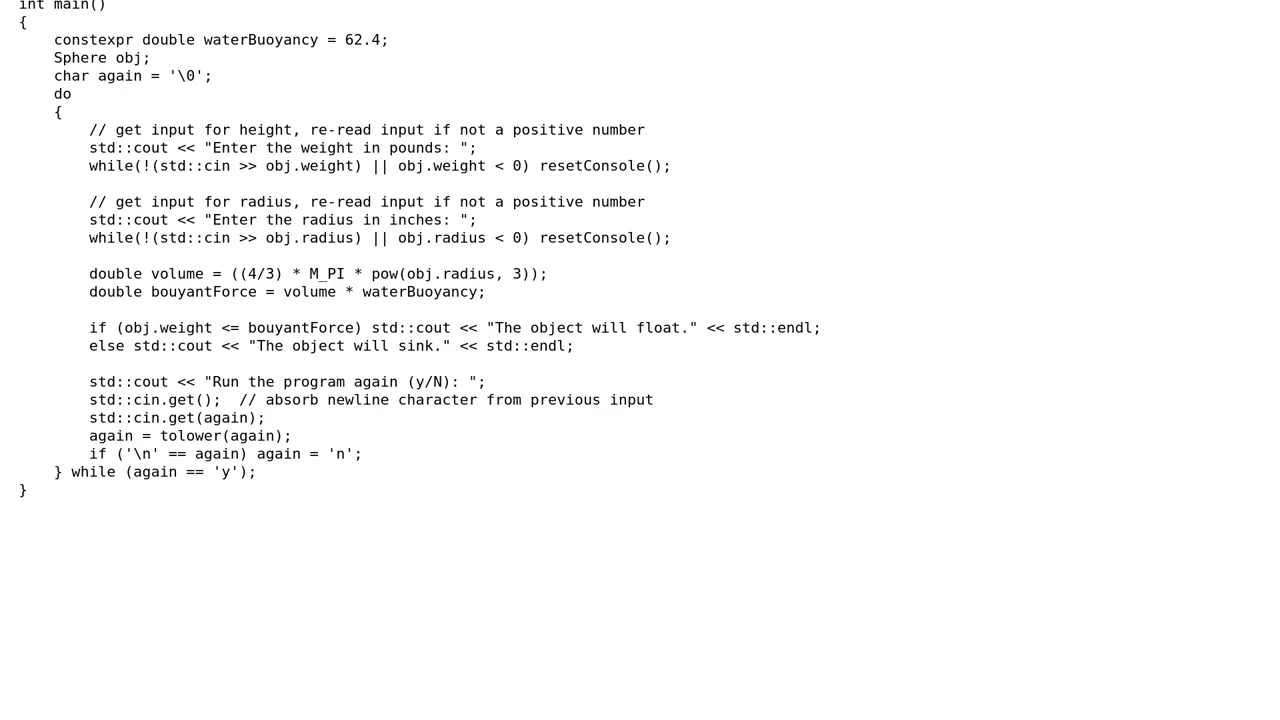 int main()
{
    constexpr double waterBuoyancy = 62.4;
    Sphere obj;
    char again = '\0';
    do
    {
        // get input for height, re-read input if not a positive number
        std::cout << "Enter the weight in pounds: ";
        while(!(std::cin >> obj.weight) || obj.weight < 0) resetConsole();

        // get input for radius, re-read input if not a positive number
        std::cout << "Enter the radius in inches: ";
        while(!(std::cin >> obj.radius) || obj.radius < 0) resetConsole();

        double volume = ((4/3) * M_PI * pow(obj.radius, 3));
        double bouyantForce = volume * waterBuoyancy;

        if (obj.weight <= bouyantForce) std::cout << "The object will float." << std::endl;
        else std::cout << "The object will sink." << std::endl;

        std::cout << "Run the program again (y/N): ";
        std::cin.get();  // absorb newline character from previous input
        std::cin.get(again);
        again = tolower(again);
        if ('\n' == again) again = 'n';
    } while (again == 'y');
}